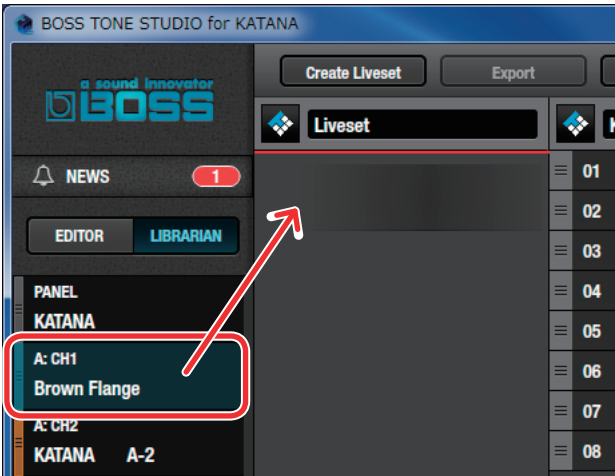 BOSS TONE STUDIO for KATANA
a sound innovator
BOSS
Create Liveset
Export
Liveset
NEWS
1
EDITOR
LIBRARIAN
PANEL
KATANA
A: CH1
Brown Flange
A: CH2
KATANA A-2
01
02
03
04
05
06
07
08